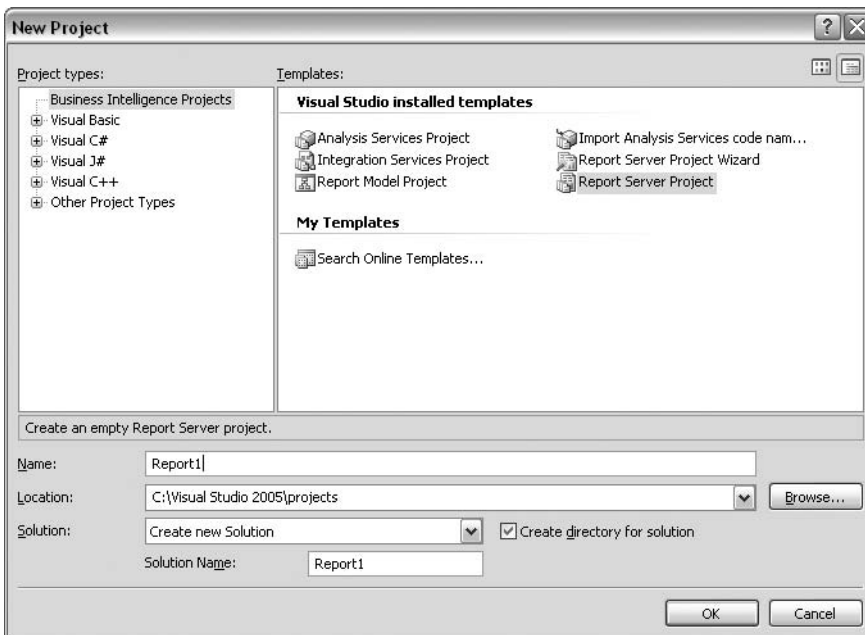 New Project
Project types:
Templates:
Business Intelligence Projects
Visual Basic
Visual C#
Visual J#
Visual C++
Other Project Types
Visual Studio installed templates
Analysis Services Project
Integration Services Project
Report Model Project
Import Analysis Services code nam...
Report Server Project Wizard
Report Server Project
My Templates
Search Online Templates...
Create an empty Report Server project.
Name:
Report1
Location:
C:\Visual Studio 2005\projects
Browse...
Solution:
Create new Solution
Create directory for solution
Solution Name:
Report1
OK
Cancel